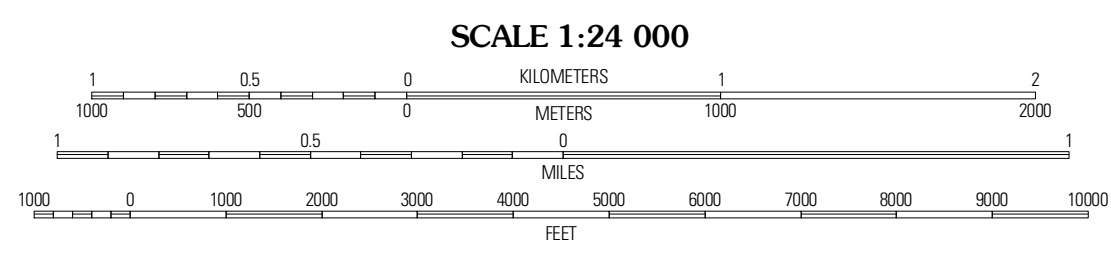 SCALE 1:24 000
1 0.5 0 KILOMETERS 1 2
1000 500 0 METERS 1000 2000
1 0.5 0 1
MILES
1000 0 1000 2000 3000 4000 5000 6000 7000 8000 9000 10000
FEET